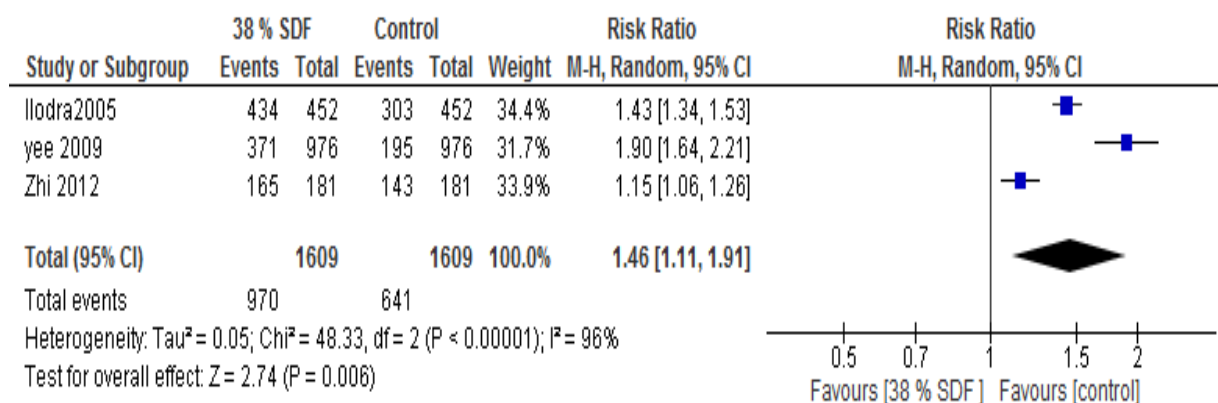 38 % SDF Control Risk Ratio Risk Ratio
Study or Subgroup Events Total Events Total Weight M-H, Random, 95% CI M-H, Random, 95% CI
llodra2005 434 452 303 452 34.4% 1.43 [1.34, 1.53]
yee 2009 371 976 195 976 31.7% 1.90 [1.64, 2.21]
Zhi 2012 165 181 143 181 33.9% 1.15 [1.06, 1.26]
Total (95% CI) 1609 1609 100.0% 1.46 [1.11, 1.91]
Total events 970 641
Heterogeneity: Tau² = 0.05; Chi² = 48.33, df = 2 (P < 0.00001); I² = 96%
Test for overall effect: Z = 2.74 (P = 0.006)
0.5 0.7 1 1.5 2
Favours [38 % SDF ] Favours [control]